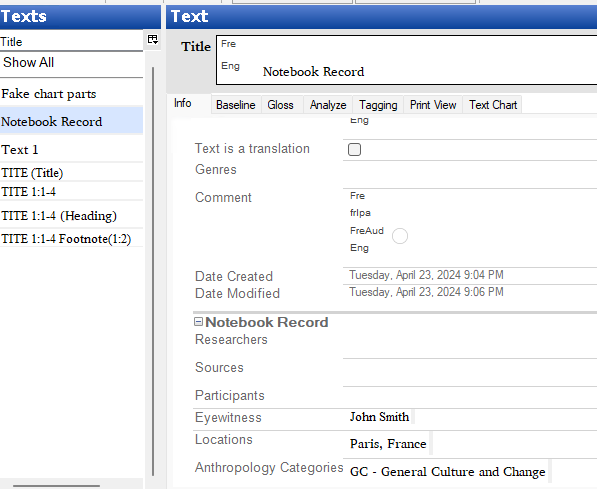 Texts
Title
Show All
Fake chart parts
Notebook Record
Text 1
TITE (Title)
TITE 1:1-4
TITE 1:1-4 (Heading)
TITE 1:1-4 Footnote(1:2)
Text
Title
Fre
Eng Notebook Record
Info Baseline Gloss Analyze Tagging Print View Text Chart
Eng
Text is a translation
Genres
Comment Fre
frIpa
FreAud
Eng
Date Created Tuesday, April 23, 2024 9:04 PM
Date Modified Tuesday, April 23, 2024 9:06 PM
Notebook Record
Researchers
Sources
Participants
Eyewitness John Smith
Locations Paris, France
Anthropology Categories GC - General Culture and Change